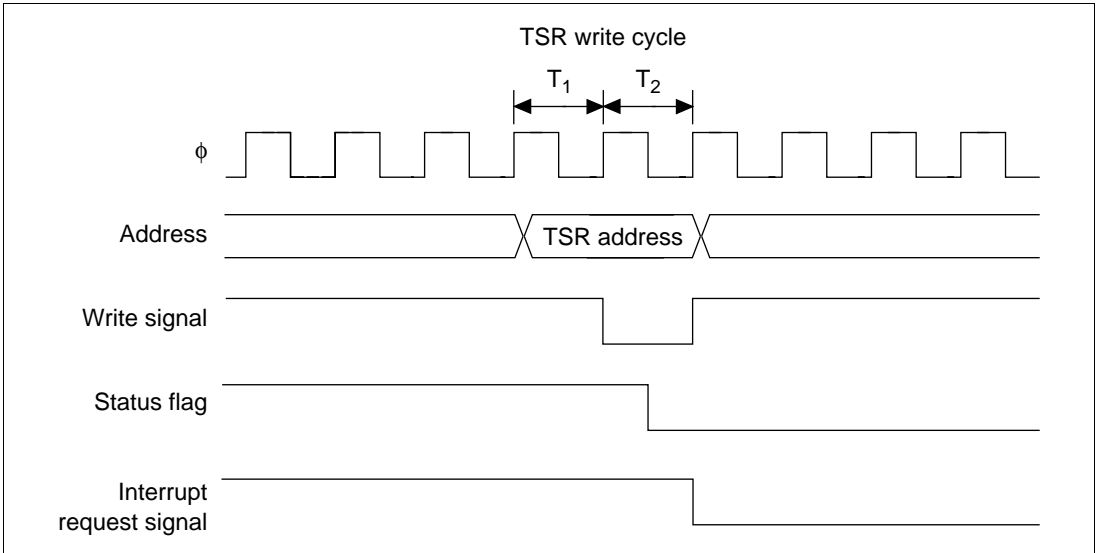 TSR write cycle
T1 T2
ϕ
Address
TSR address
Write signal
Status flag
Interrupt
request signal